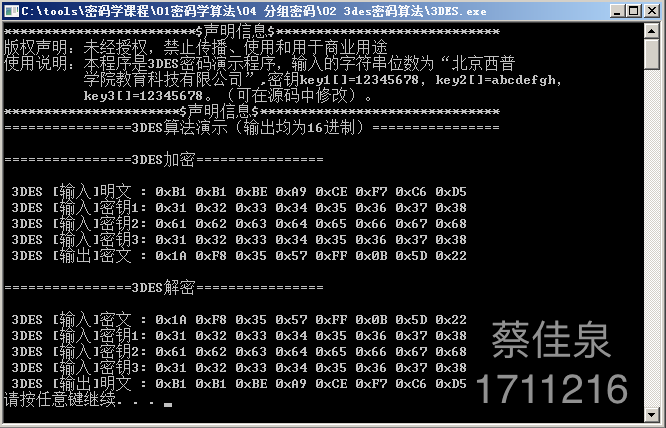 C:\tools\密码学课程\01密码学算法\04 分组密码\02 3des密码算法\3DES.exe
************************$声明信息$****************************
版权声明：未经授权，禁止传播、使用和用于商业用途
使用说明：本程序是3DES密码演示程序，输入的字符串位数为“北京西普
学院教育科技有限公司”,密钥key1[]=12345678, key2[]=abcdefgh,
key3[]=12345678。（可在源码中修改）。
**********************$声明信息$****************************
================3DES算法演示（输出均为16进制）================
================3DES加密================
3DES [输入]明文 : 0xB1 0xB1 0xBE 0xA9 0xCE 0xF7 0xC6 0xD5
3DES [输入]密钥1: 0x31 0x32 0x33 0x34 0x35 0x36 0x37 0x38
3DES [输入]密钥2: 0x61 0x62 0x63 0x64 0x65 0x66 0x67 0x68
3DES [输入]密钥3: 0x31 0x32 0x33 0x34 0x35 0x36 0x37 0x38
3DES [输出]密文 : 0x1A 0xF8 0x35 0x57 0xFF 0x0B 0x5D 0x22
================3DES解密================
3DES [输入]密文 : 0x1A 0xF8 0x35 0x57 0xFF 0x0B 0x5D 0x22
3DES [输入]密钥1: 0x31 0x32 0x33 0x34 0x35 0x36 0x37 0x38
3DES [输入]密钥2: 0x61 0x62 0x63 0x64 0x65 0x66 0x67 0x68
3DES [输入]密钥3: 0x31 0x32 0x33 0x34 0x35 0x36 0x37 0x38
3DES [输出]明文 : 0xB1 0xB1 0xBE 0xA9 0xCE 0xF7 0xC6 0xD5
请按任意键继续. . .
蔡佳泉
1711216